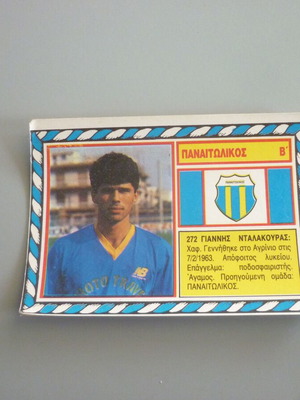 ΠΑΝΑΙΤΩΛΙΚΟΣ Β΄
272 ΓΙΑΝΝΗΣ ΝΤΑΛΑΚΟΥΡΑΣ:
Χαφ. Γεννήθηκε στο Αγρίνιο στις
7/2/1963. Απόφοιτος λυκείου.
Επάγγελμα: ποδοσφαιριστής.
Άγαμος. Προηγούμενη ομάδα:
ΠΑΝΑΙΤΩΛΙΚΟΣ.